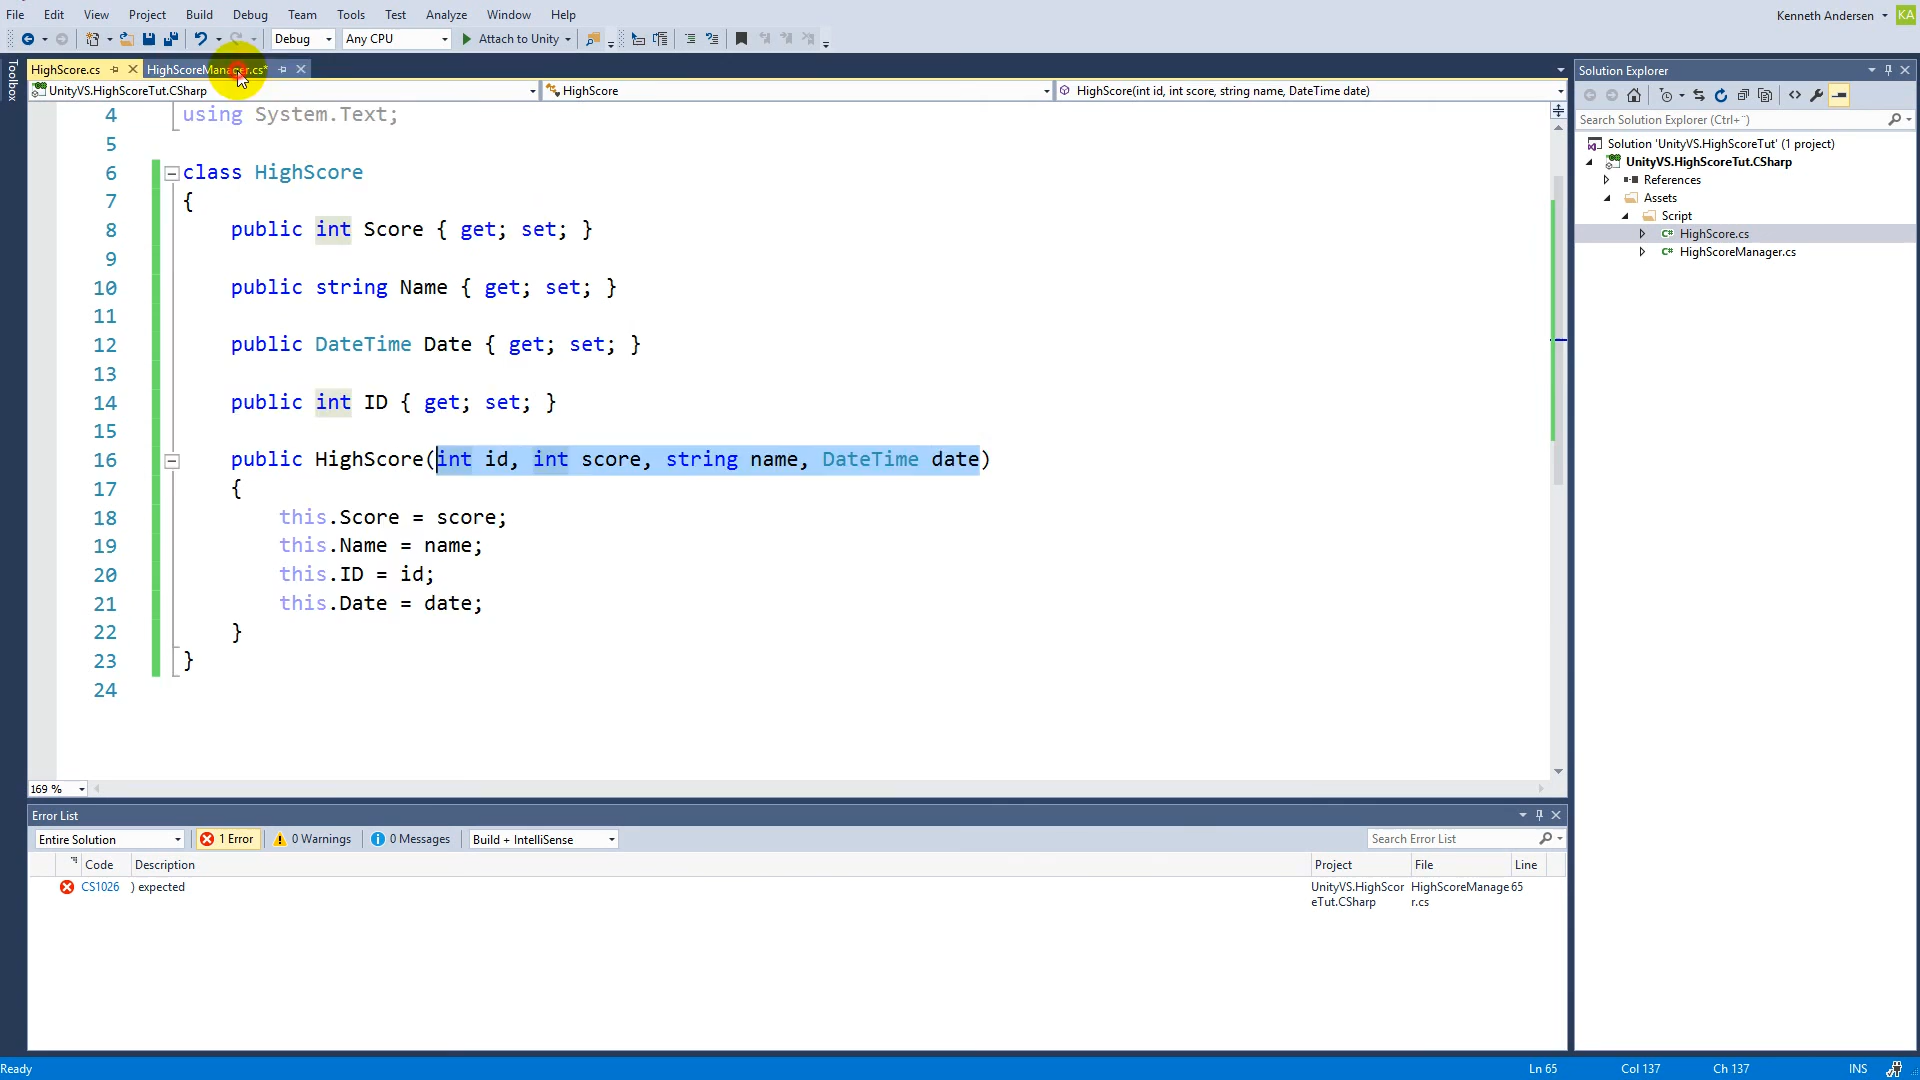 File Edit View Project Build Debug Team Tools Test Analyze Window Help
Kenneth Andersen KA
Debug Any CPU Attach to Unity
Toolbox
HighScore.cs HighScoreManager.cs*
UnityVS.HighScoreTut.CSharp HighScore HighScore(int id, int score, string name, DateTime date)
4 using System.Text;
5
6 class HighScore
7 {
8 public int Score { get; set; }
9
10 public string Name { get; set; }
11
12 public DateTime Date { get; set; }
13
14 public int ID { get; set; }
15
16 public HighScore(int id, int score, string name, DateTime date)
17 {
18 this.Score = score;
19 this.Name = name;
20 this.ID = id;
21 this.Date = date;
22 }
23 }
24
169 %
Solution Explorer
Search Solution Explorer (Ctrl+¨)
Solution 'UnityVS.HighScoreTut' (1 project)
UnityVS.HighScoreTut.CSharp
References
Assets
Script
HighScore.cs
HighScoreManager.cs
Error List
Entire Solution 1 Error 0 Warnings 0 Messages Build + IntelliSense Search Error List
Code Description Project File Line
CS1026 ) expected UnityVS.HighScor HighScoreManage 65
eTut.CSharp r.cs
Ready Ln 65 Col 137 Ch 137 INS